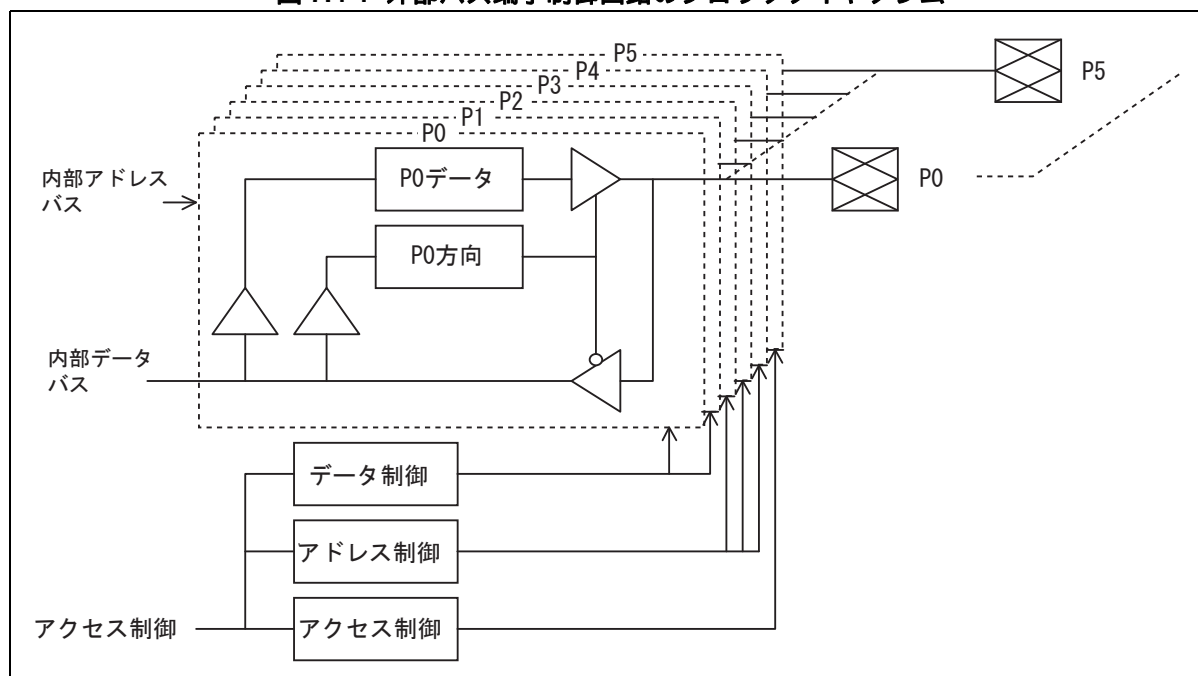 P5
P4
P3
P2
P1
P0
P5
P0
内部アドレス
バス
P0データ
P0方向
内部データ
バス
データ制御
アドレス制御
アクセス制御
アクセス制御